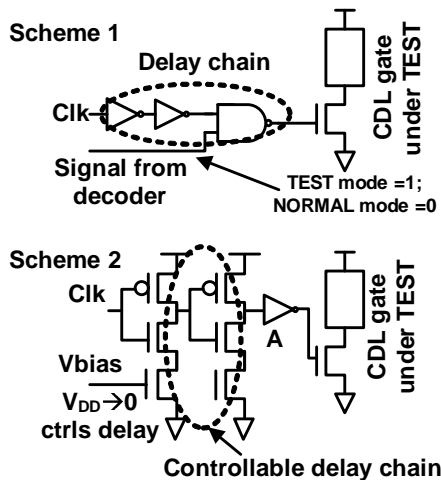 Scheme 1
Delay chain
Clk
Signal from
decoder
TEST mode =1;
NORMAL mode =0
CDL gate
under TEST
Scheme 2
Clk
Vbias
VDD→0
ctrls delay
A
CDL gate
under TEST
Controllable delay chain